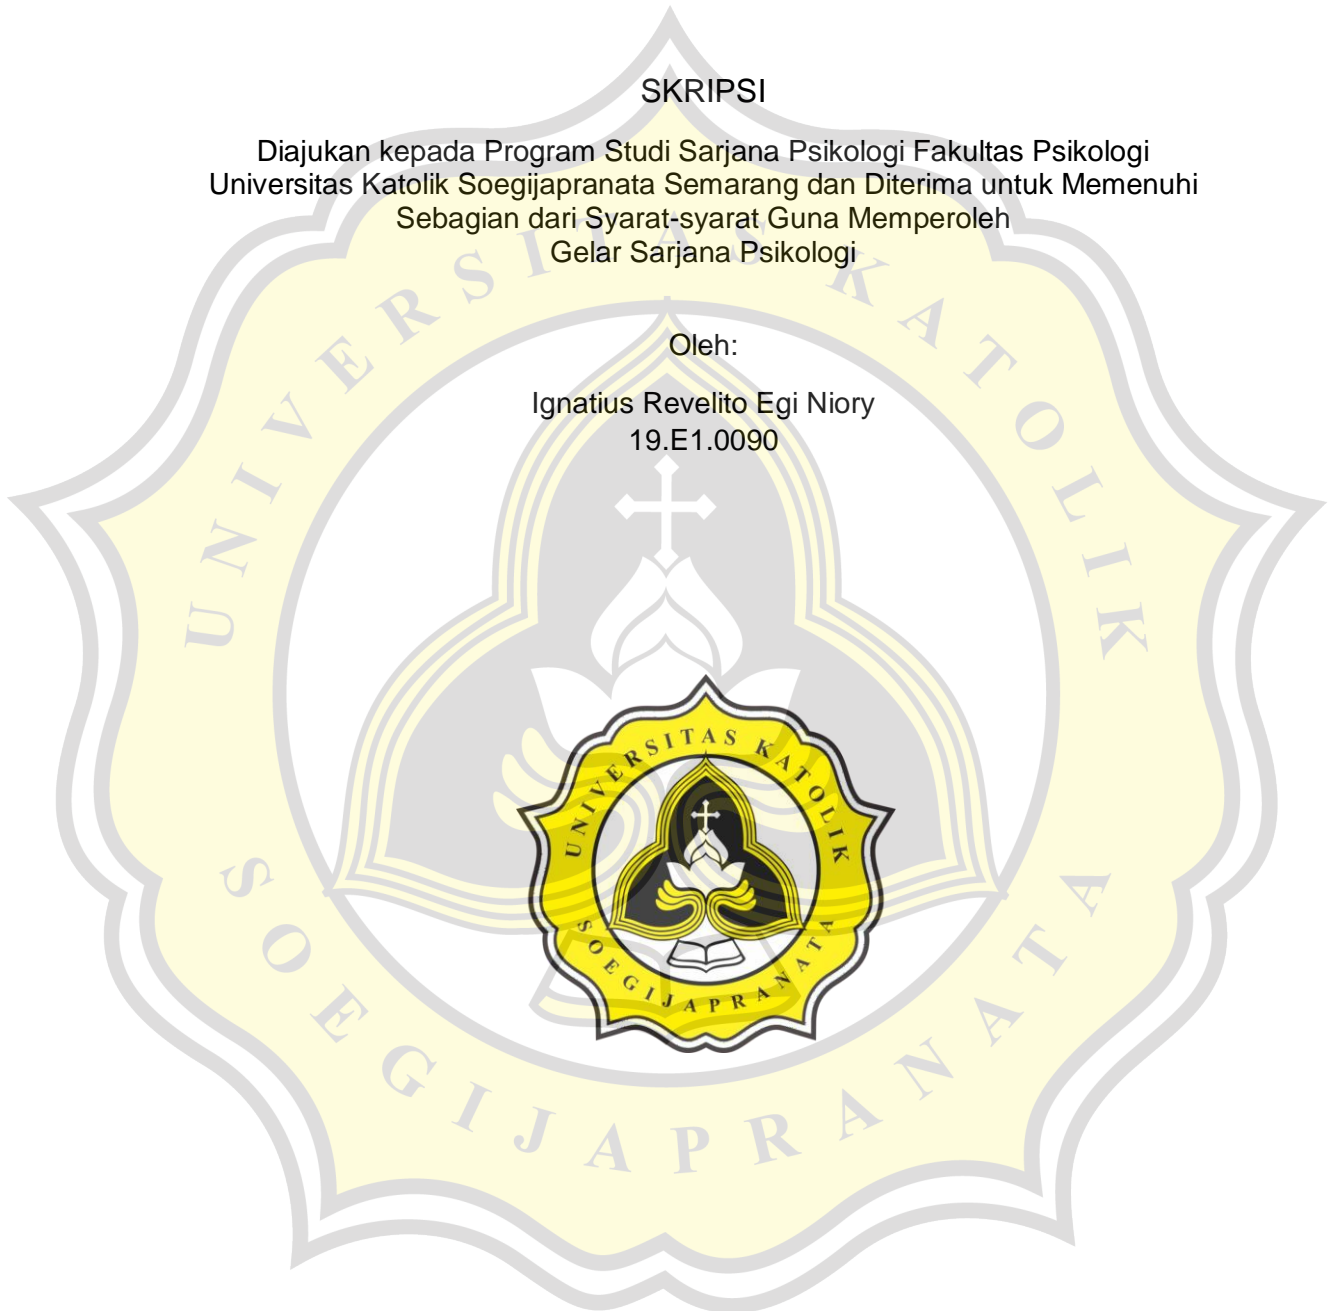 SKRIPSI
Diajukan kepada Program Studi Sarjana Psikologi Fakultas Psikologi
Universitas Katolik Soegijapranata Semarang dan Diterima untuk Memenuhi
Sebagian dari Syarat-syarat Guna Memperoleh
Gelar Sarjana Psikologi
Oleh:
Ignatius Revelito Egi Niory
19.E1.0090
UNIVERSITAS KATOLIK
SOEGIJAPRANATA
UNIVERSITAS KATOLIK
SOEGIJAPRANATA